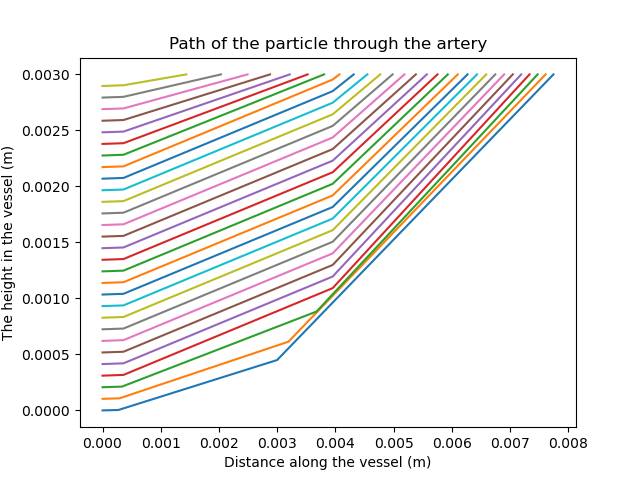 Path of the particle through the artery
The height in the vessel (m)
0.0030
0.0025
0.0020
0.0015
0.0010
0.0005
0.0000
0.000 0.001 0.002 0.003 0.004 0.005 0.006 0.007 0.008
Distance along the vessel (m)